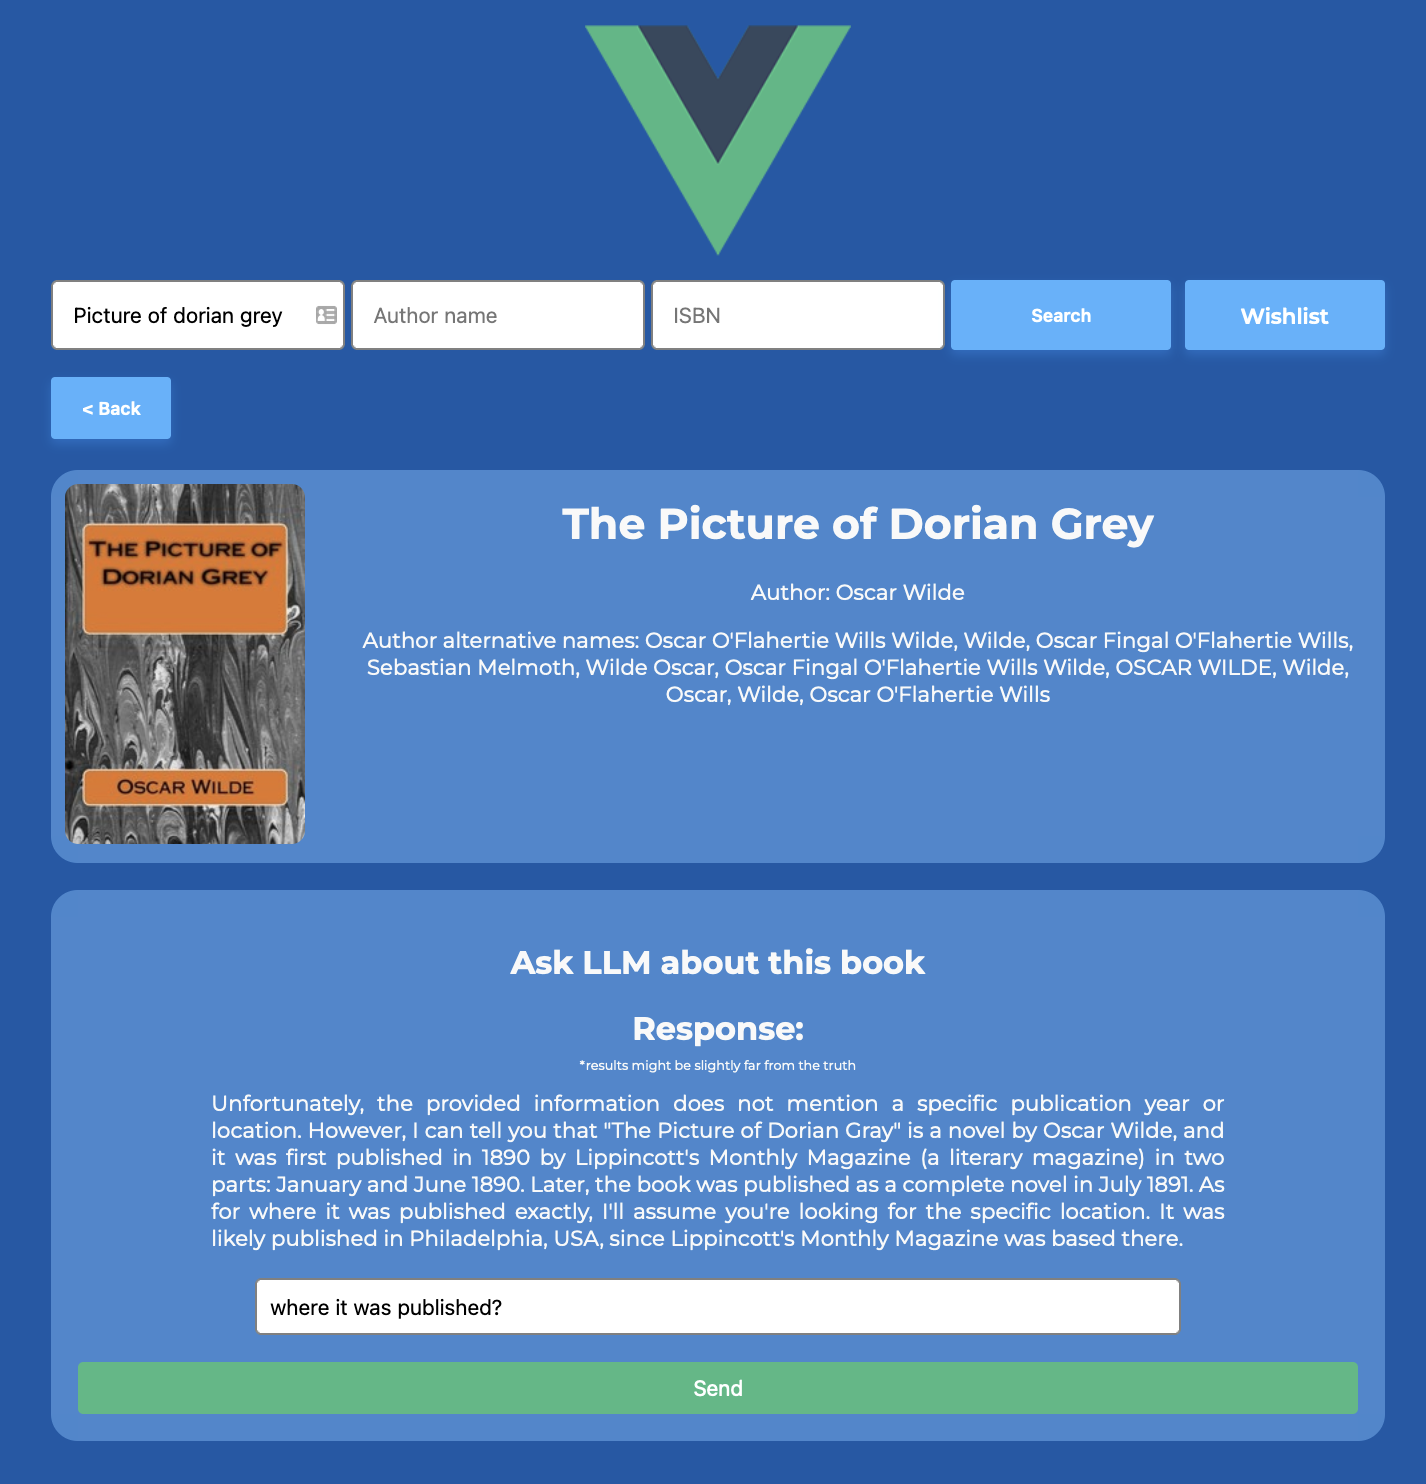 Picture of dorian grey
Author name
ISBN
Search
Wishlist
< Back
THE PICTURE OF
DORIAN GREY
OSCAR WILDE
The Picture of Dorian Grey
Author: Oscar Wilde
Author alternative names: Oscar O'Flahertie Wills Wilde, Wilde, Oscar Fingal O'Flahertie Wills,
Sebastian Melmoth, Wilde Oscar, Oscar Fingal O'Flahertie Wills Wilde, OSCAR WILDE, Wilde,
Oscar, Wilde, Oscar O'Flahertie Wills
Ask LLM about this book
Response:
*results might be slightly far from the truth
Unfortunately, the provided information does not mention a specific publication year or
location. However, I can tell you that "The Picture of Dorian Gray" is a novel by Oscar Wilde, and
it was first published in 1890 by Lippincott's Monthly Magazine (a literary magazine) in two
parts: January and June 1890. Later, the book was published as a complete novel in July 1891. As
for where it was published exactly, I'll assume you're looking for the specific location. It was
likely published in Philadelphia, USA, since Lippincott's Monthly Magazine was based there.
where it was published?
Send